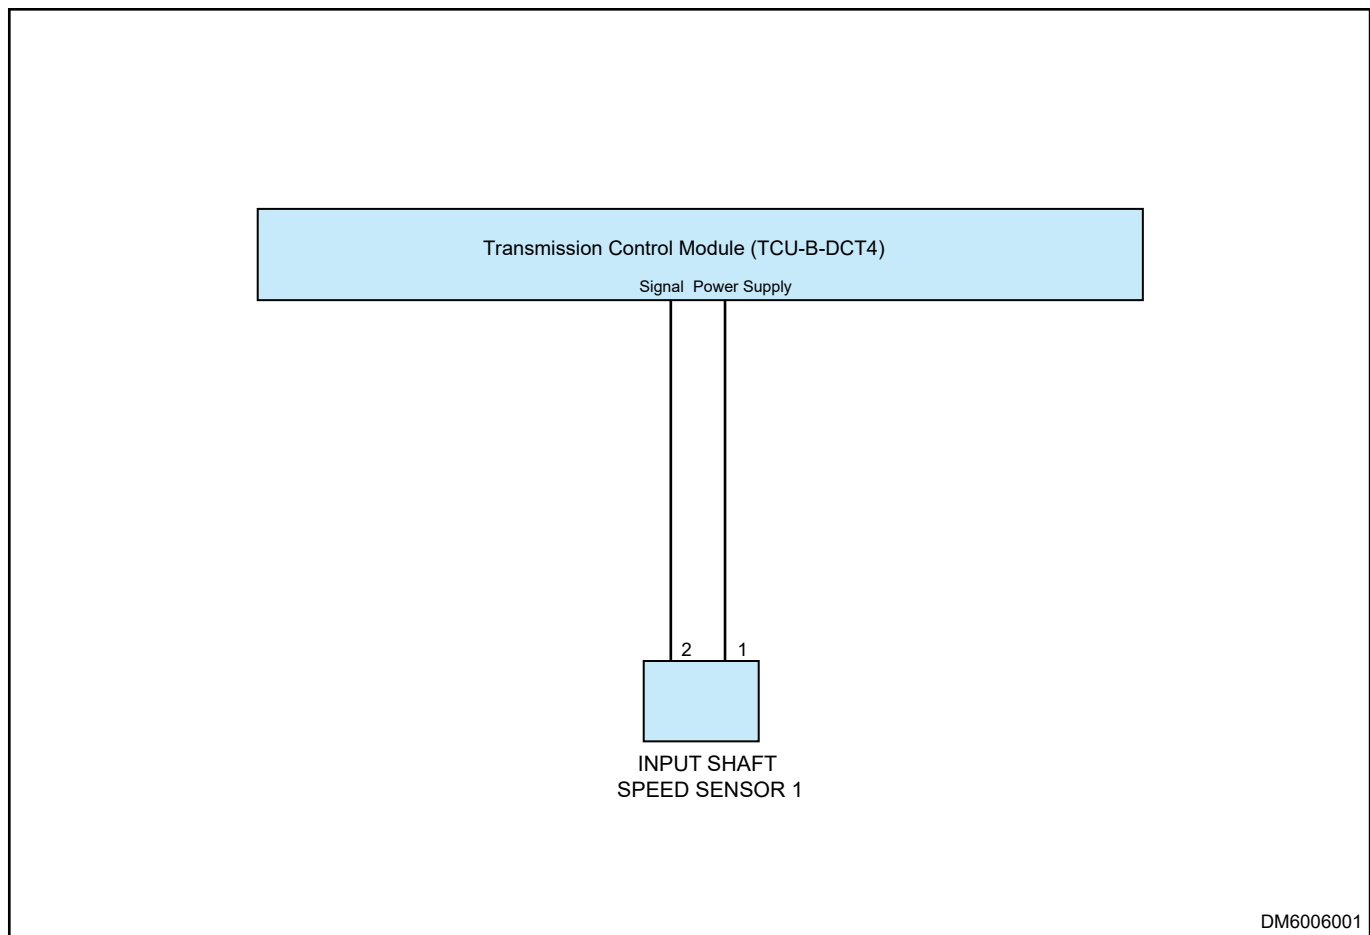 Transmission Control Module (TCU-B-DCT4)
Signal Power Supply
2 1
INPUT SHAFT
SPEED SENSOR 1
DM6006001